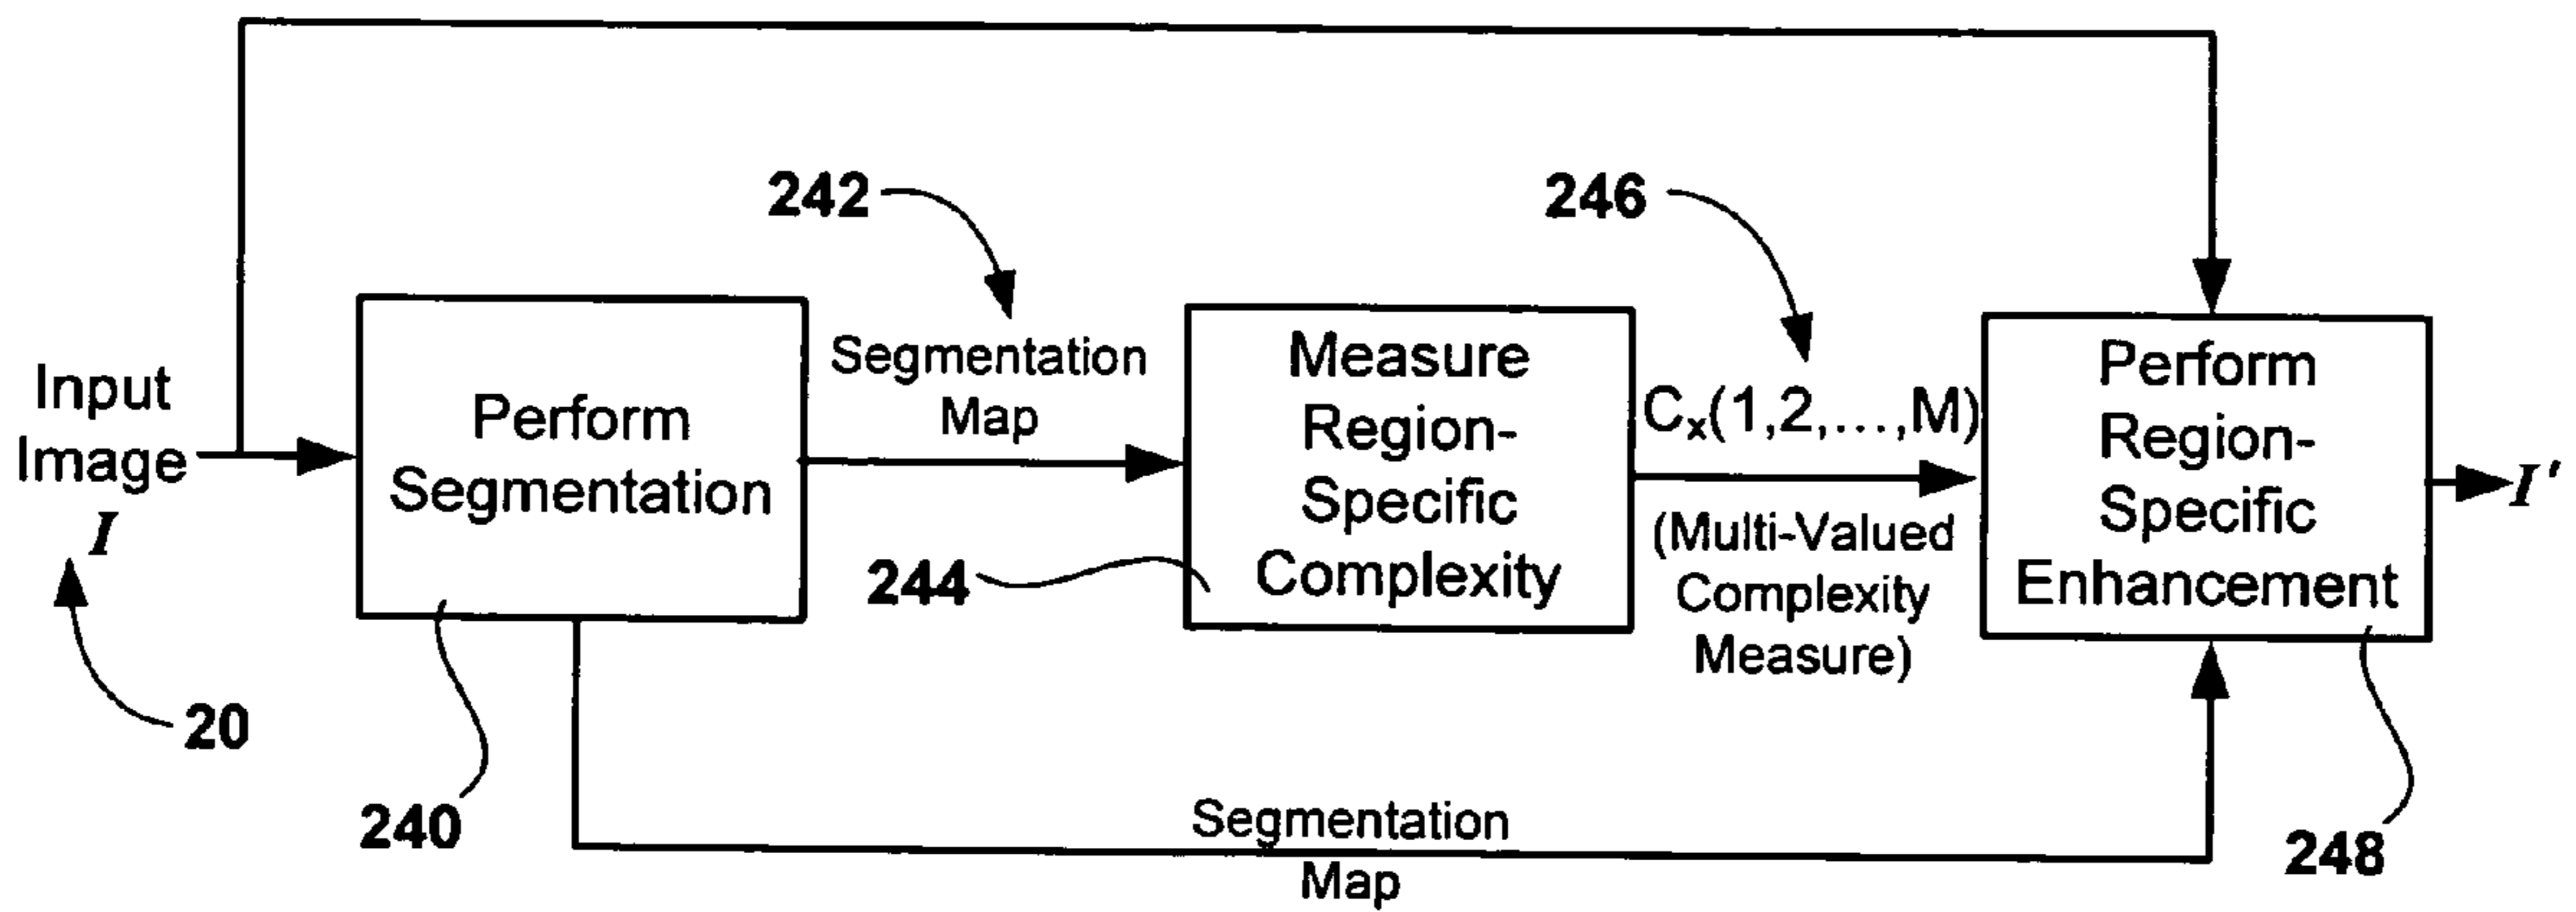 Input
Image
I
20
Perform
Segmentation
240
242
Segmentation
Map
Measure
Region-
Specific
Complexity
244
246
Cₓ(1,2,...,M)
(Multi-Valued
Complexity
Measure)
Perform
Region-
Specific
Enhancement
248
I'
Segmentation
Map